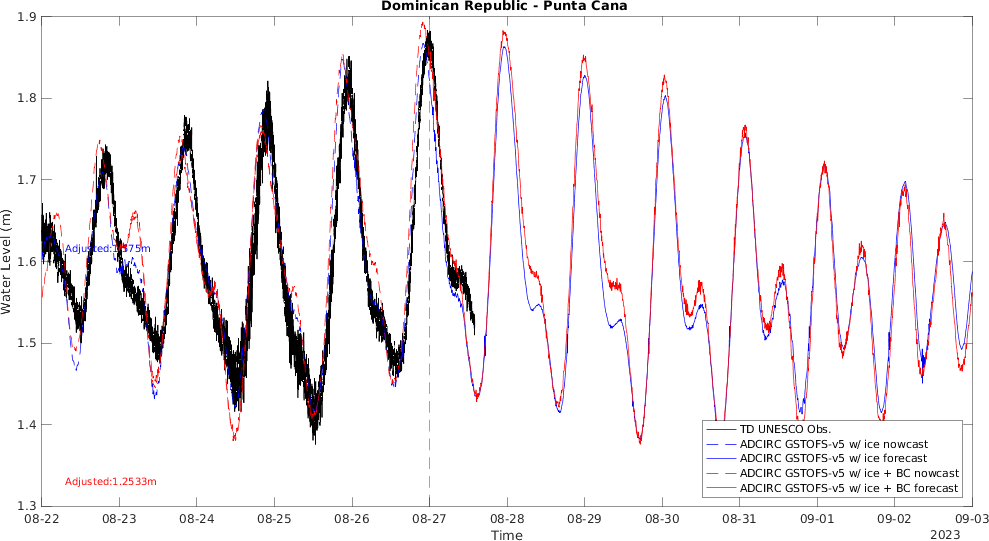 Dominican Republic - Punta Cana
1.9
1.8
1.7
1.6
1.5
1.4
1.3
Water Level (m)
Adjusted:1.3375m
Adjusted:1.2533m
TD UNESCO Obs.
ADCIRC GSTOFS-v5 w/ ice nowcast
ADCIRC GSTOFS-v5 w/ ice forecast
ADCIRC GSTOFS-v5 w/ ice + BC nowcast
ADCIRC GSTOFS-v5 w/ ice + BC forecast
08-22 08-23 08-24 08-25 08-26 08-27 08-28 08-29 08-30 08-31 09-01 09-02 09-03
Time
2023